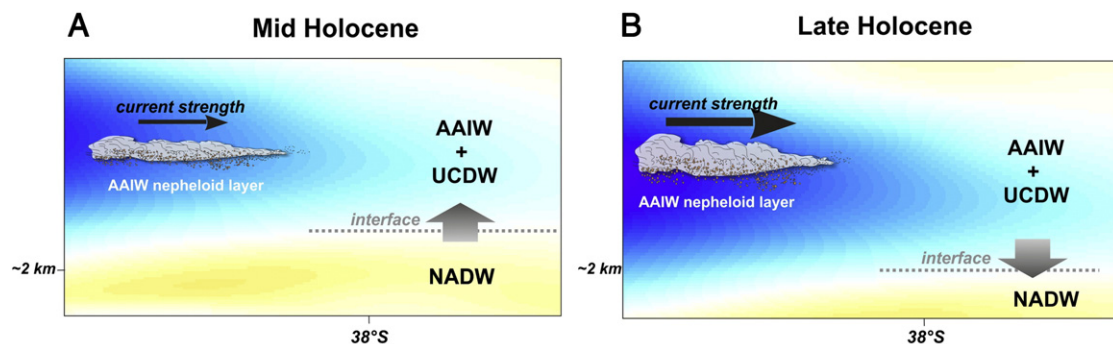 A
Mid Holocene
current strength
AAIW nepheloid layer
AAIW
+
UCDW
interface
~2 km
NADW
38°S
B
Late Holocene
current strength
AAIW nepheloid layer
AAIW
+
UCDW
interface
~2 km
NADW
38°S